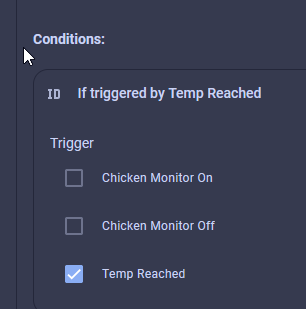 Conditions:
ID If triggered by Temp Reached
Trigger
Chicken Monitor On
Chicken Monitor Off
Temp Reached